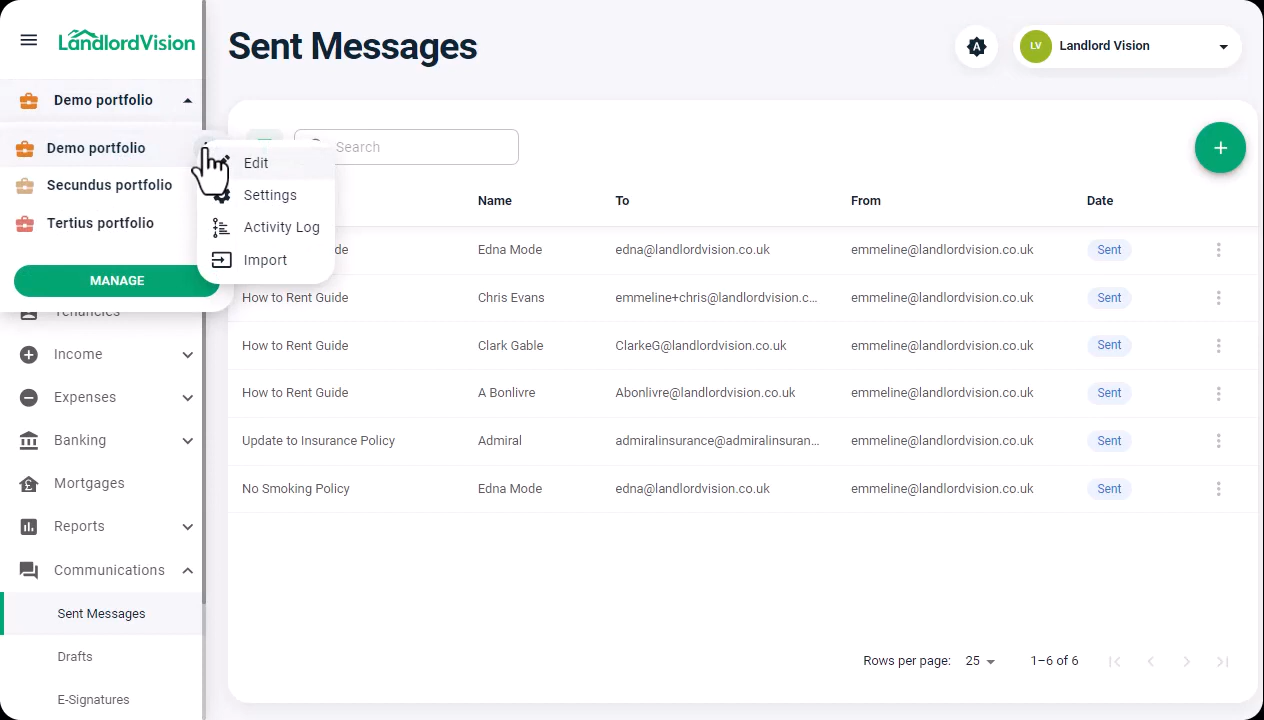 LandlordVision
Sent Messages
A
LV
Landlord Vision
Demo portfolio
Demo portfolio
Secundus portfolio
Tertius portfolio
MANAGE
Edit
Settings
Activity Log
Import
Search
Name To From Date
de Edna Mode edna@landlordvision.co.uk emmeline@landlordvision.co.uk Sent
How to Rent Guide Chris Evans emmeline+chris@landlordvision.c... emmeline@landlordvision.co.uk Sent
How to Rent Guide Clark Gable ClarkeG@landlordvision.co.uk emmeline@landlordvision.co.uk Sent
How to Rent Guide A Bonlivre Abonlivre@landlordvision.co.uk emmeline@landlordvision.co.uk Sent
Update to Insurance Policy Admiral admiralinsurance@admiralinsuran... emmeline@landlordvision.co.uk Sent
No Smoking Policy Edna Mode edna@landlordvision.co.uk emmeline@landlordvision.co.uk Sent
Tenancies
Income
Expenses
Banking
Mortgages
Reports
Communications
Sent Messages
Drafts
E-Signatures
Rows per page: 25 1–6 of 6